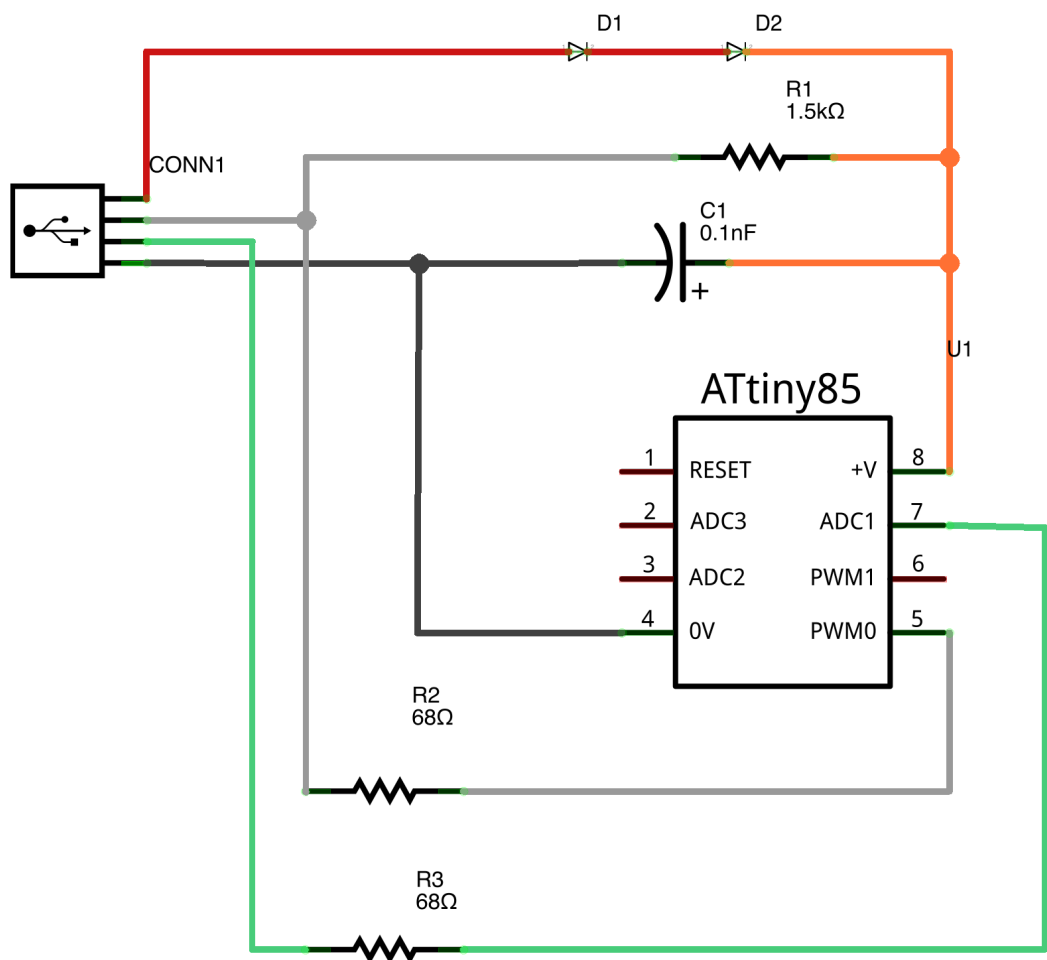 D1
D2
R1
1.5kΩ
CONN1
C1
0.1nF
+
U1
ATtiny85
1
RESET
+V
8
2
ADC3
ADC1
7
3
ADC2
PWM1
6
4
0V
PWM0
5
R2
68Ω
R3
68Ω